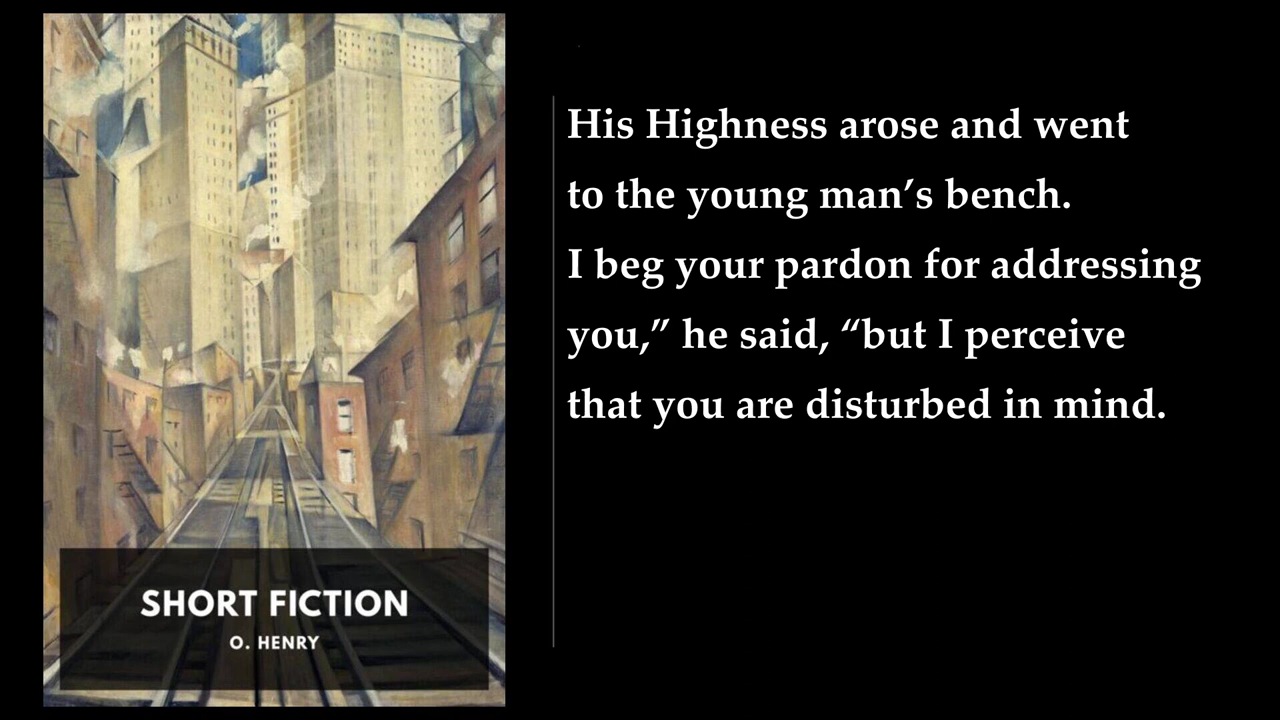 SHORT FICTION
O. HENRY
His Highness arose and went
to the young man’s bench.
I beg your pardon for addressing
you,” he said, “but I perceive
that you are disturbed in mind.